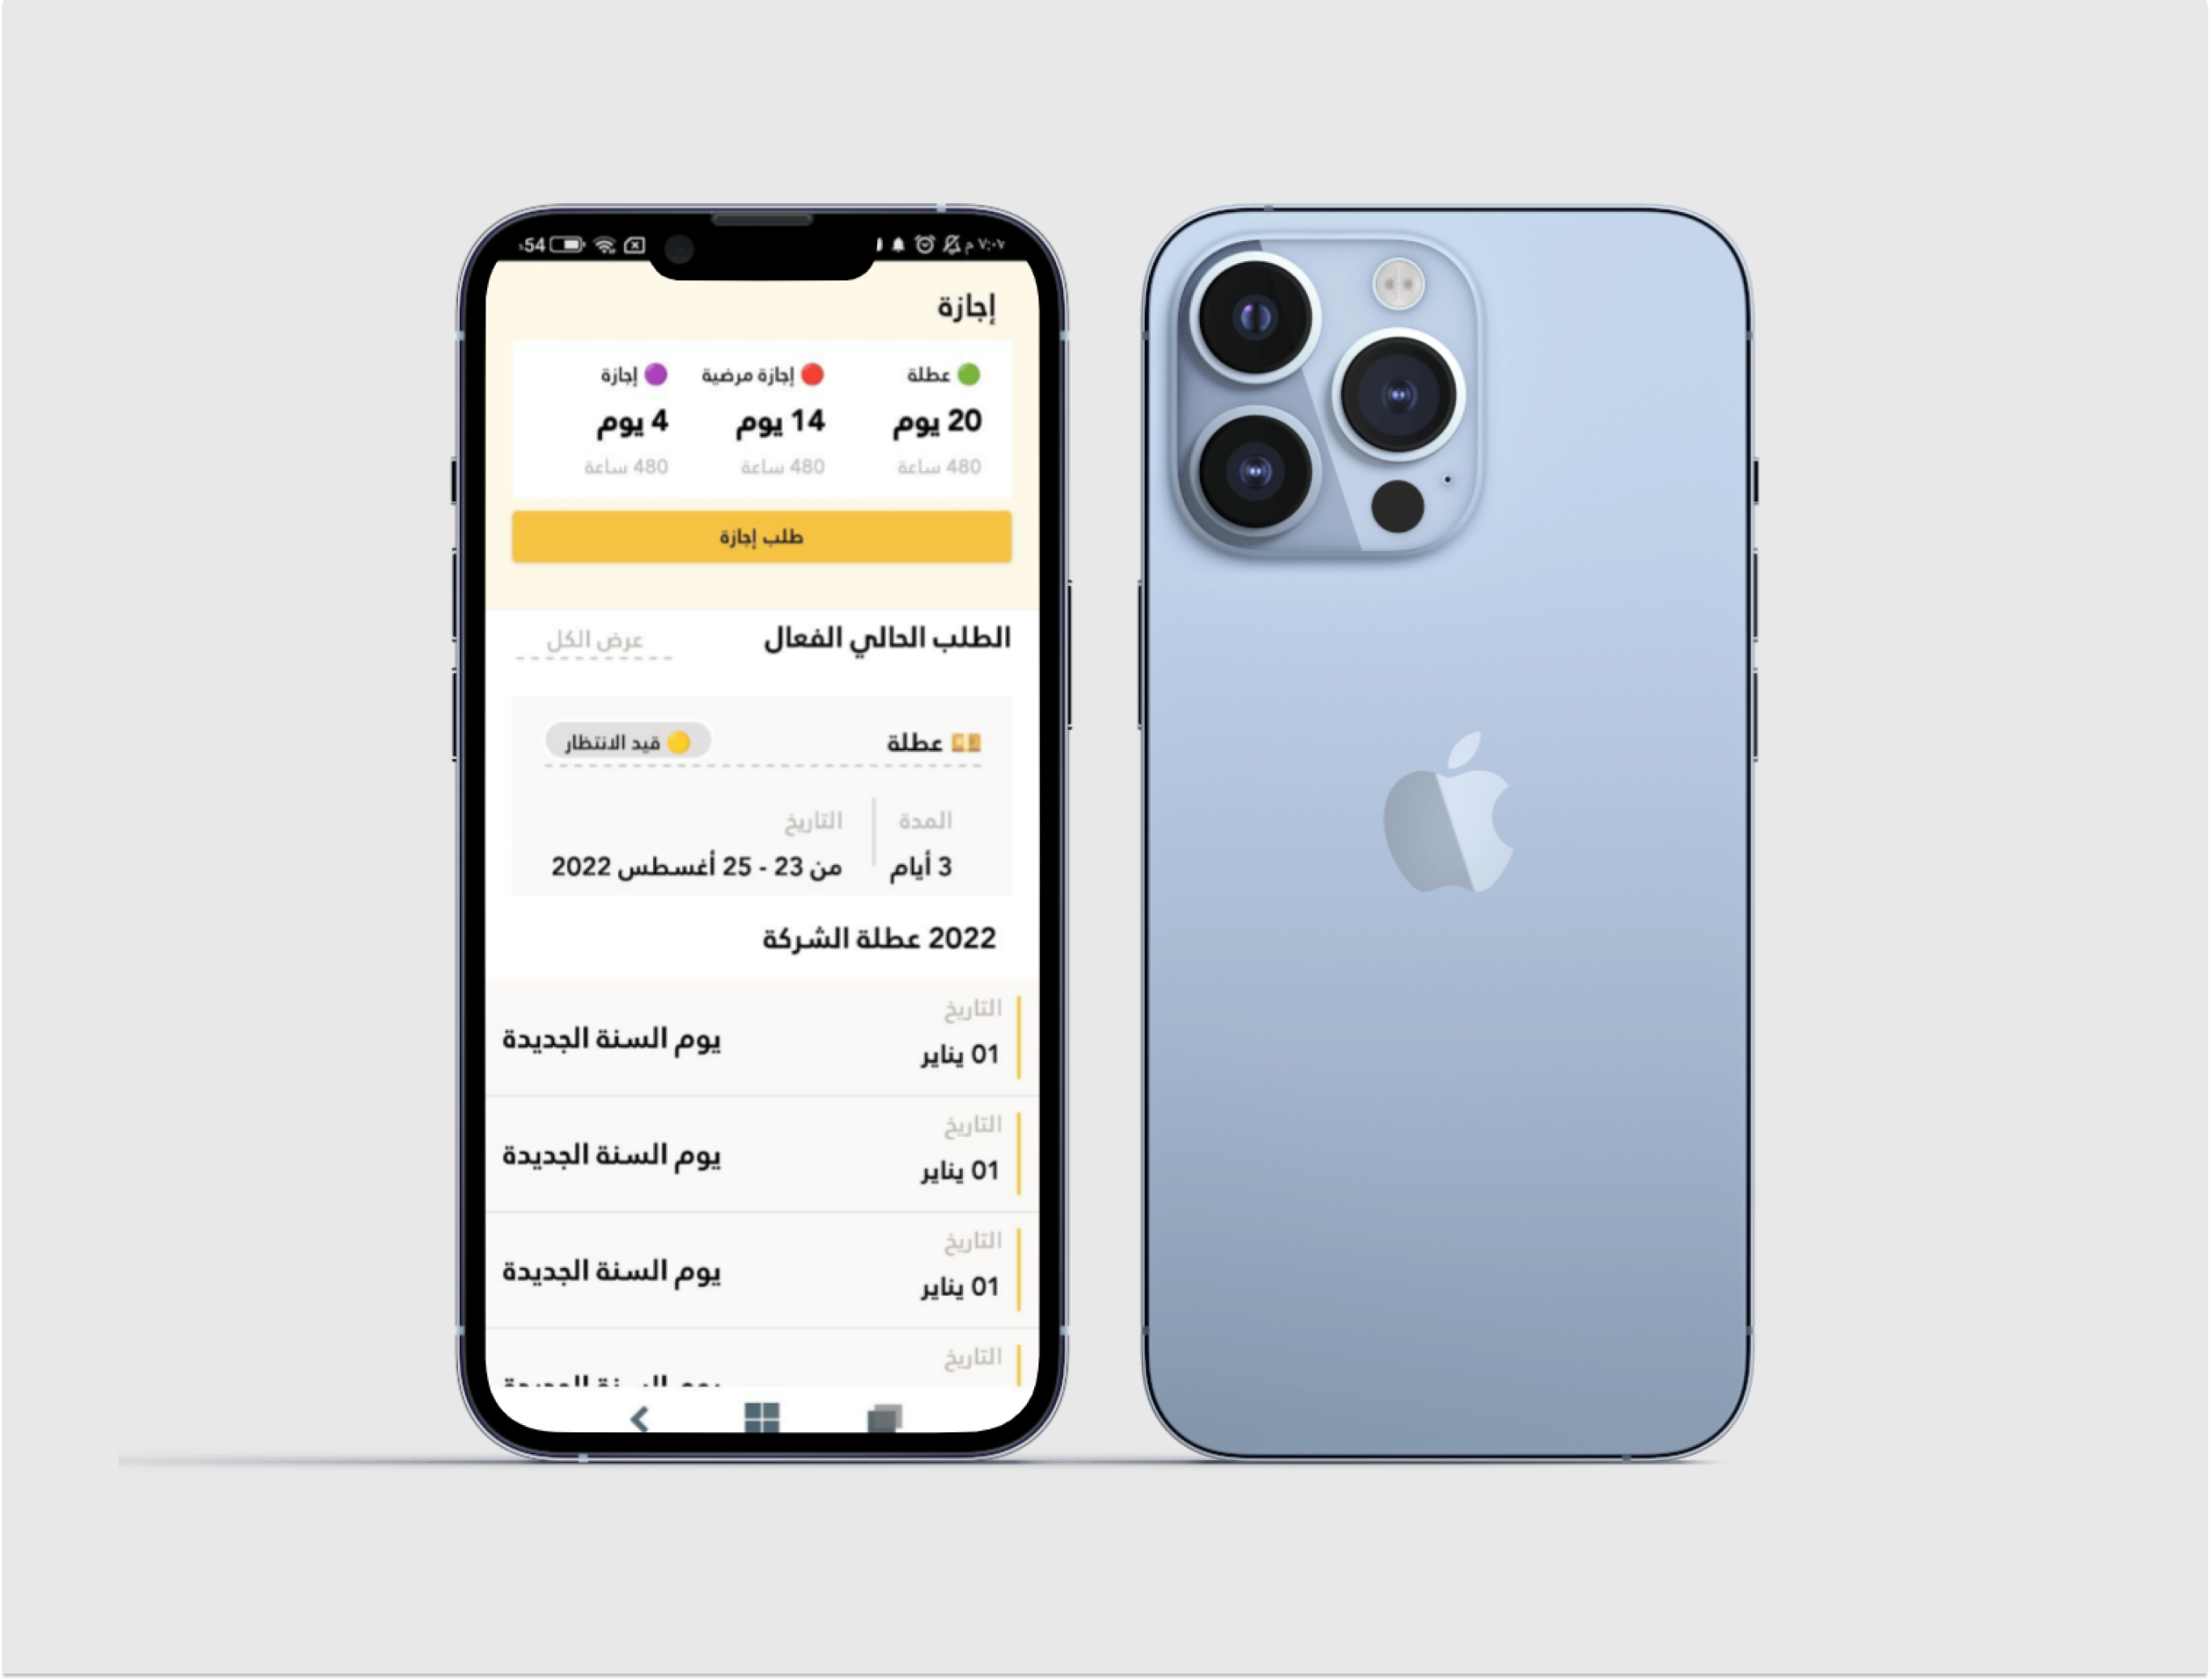 ٧:٠٧ م 54%
إجازة
عطلة إجازة مرضية إجازة
20 يوم 14 يوم 4 يوم
480 ساعة 480 ساعة 480 ساعة
طلب إجازة
الطلب الحالي الفعال عرض الكل
عطلة قيد الانتظار
المدة التاريخ
3 أيام من 23 - 25 أغسطس 2022
2022 عطلة الشركة
التاريخ
01 يناير يوم السنة الجديدة
التاريخ
01 يناير يوم السنة الجديدة
التاريخ
01 يناير يوم السنة الجديدة
التاريخ